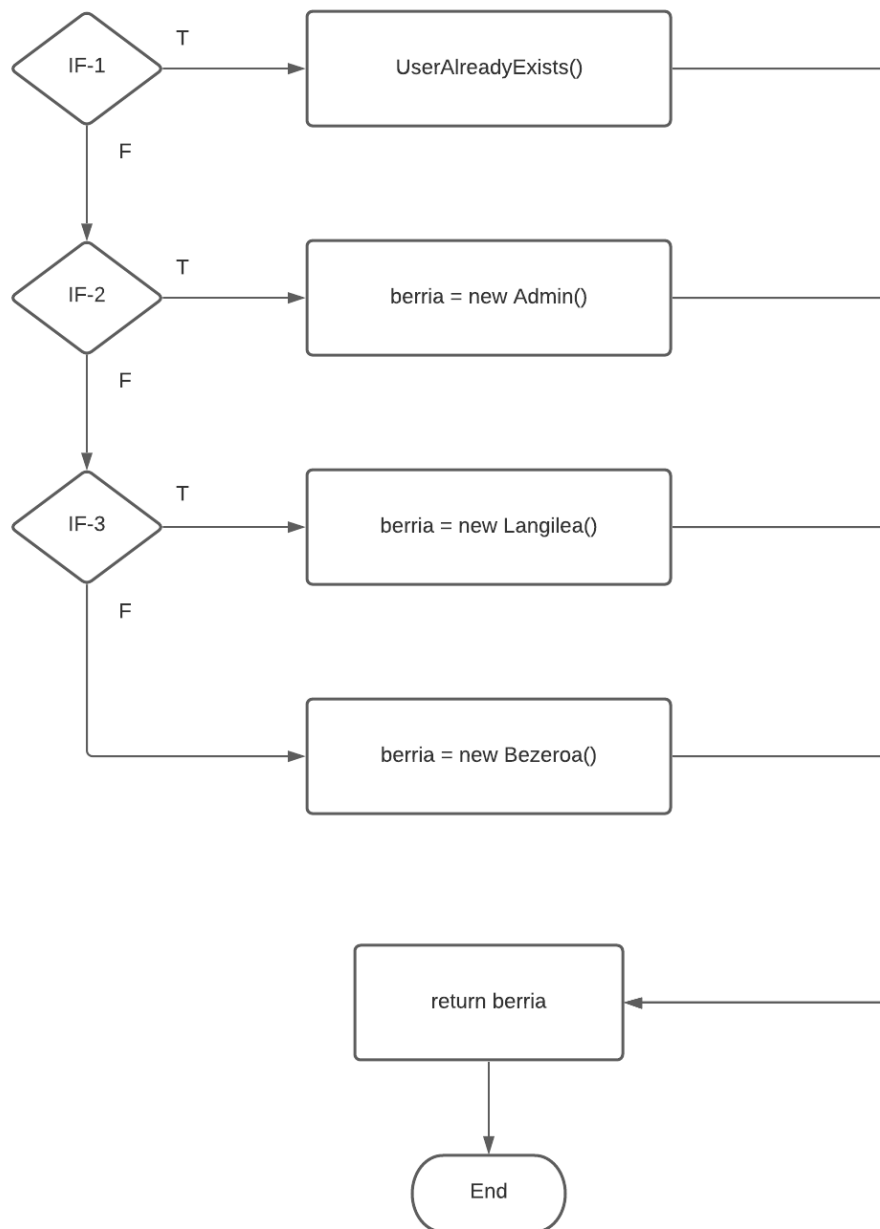 IF-1
T
UserAlreadyExists()
F
IF-2
T
berria = new Admin()
F
IF-3
T
berria = new Langilea()
F
berria = new Bezeroa()
return berria
End